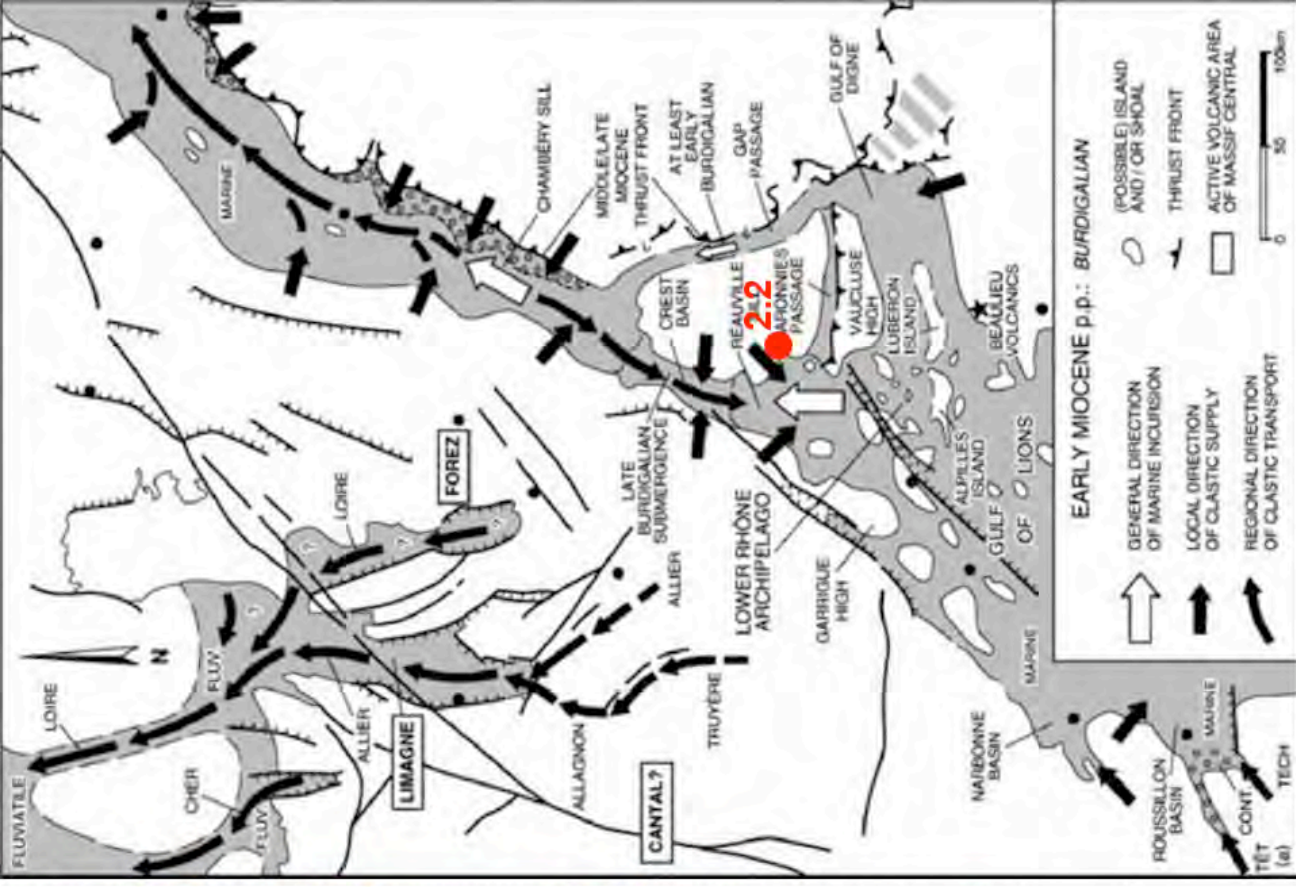 FLUVIATILE
LOIRE
CHER
FLUV
FLUV
?
N
ALLIER
LIMAGNE
LOIRE
?
?
?
FOREZ
ALLAGNON
TRUYÈRE
ALLIER
CANTAL?
MARINE
CHAMBÉRY SILL
MIDDLE/LATE
MIOCENE
THRUST FRONT
AT LEAST
EARLY
BURDIGALIAN
GAP
PASSAGE
GULF OF
DIGNE
CREST
BASIN
RÉAUVILLE
2.2
PASSAGE
VAUCLUSE
HIGH
LUBERON
ISLAND
BEAULIEU
VOLCANICS
LATE
BURDIGALIAN
SUBMERGENCE
LOWER RHÔNE
ARCHIPELAGO
GARRIGUE
HIGH
ALPILLES
ISLAND
GULF
OF LIONS
MARINE
NARBONNE
BASIN
ROUSSILLON
BASIN
MARINE
CONT.
TÊT
TECH
(a)
EARLY MIOCENE p.p.: BURDIGALIAN
GENERAL DIRECTION
OF MARINE INCURSION
LOCAL DIRECTION
OF CLASTIC SUPPLY
REGIONAL DIRECTION
OF CLASTIC TRANSPORT
(POSSIBLE) ISLAND
AND / OR SHOAL
THRUST FRONT
ACTIVE VOLCANIC AREA
OF MASSIF CENTRAL
0 50 100km